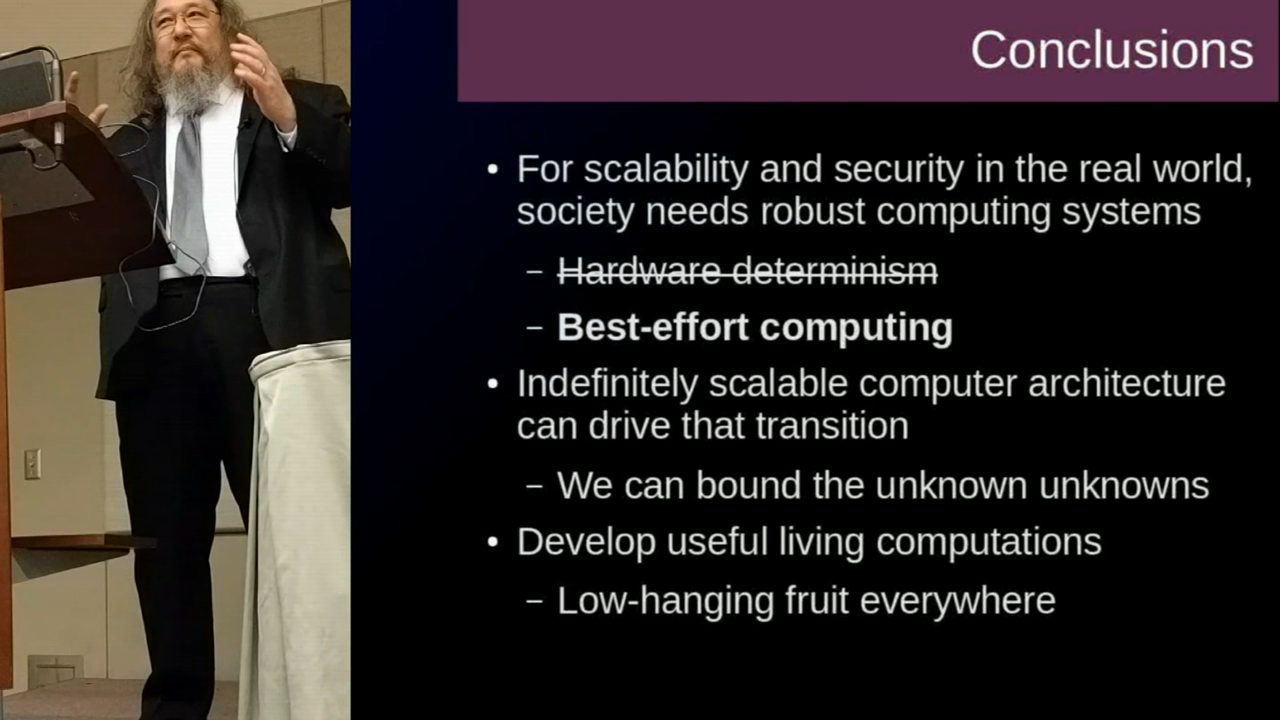 Conclusions
• For scalability and security in the real world,
society needs robust computing systems
– Hardware determinism
– Best-effort computing
• Indefinitely scalable computer architecture
can drive that transition
– We can bound the unknown unknowns
• Develop useful living computations
– Low-hanging fruit everywhere